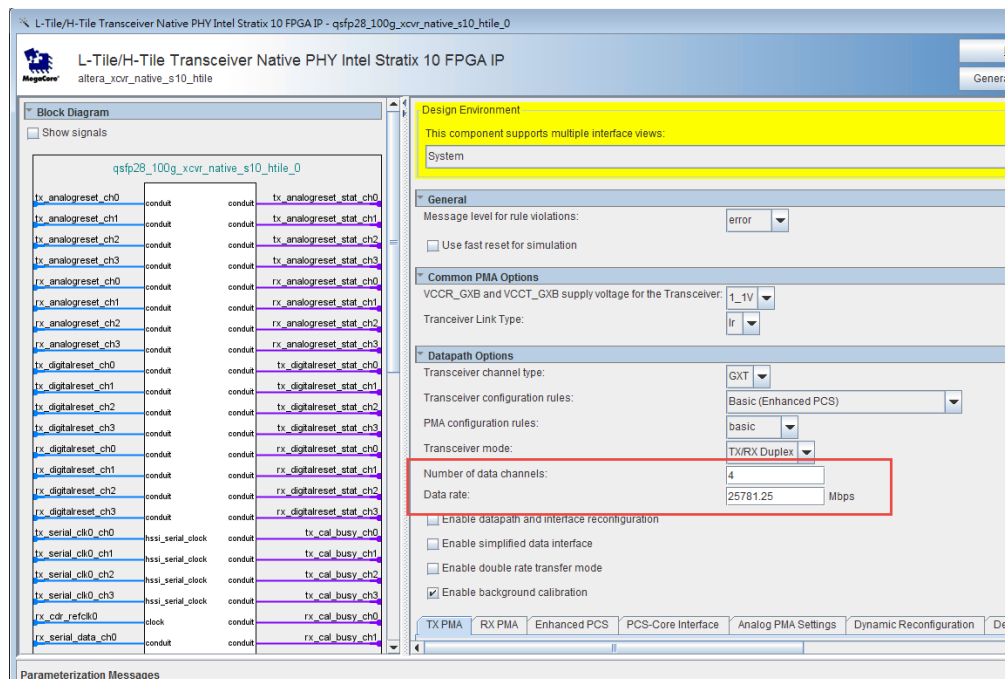 L-Tile/H-Tile Transceiver Native PHY Intel Stratix 10 FPGA IP - qsfp28_100g_xcvr_native_s10_htile_0
MegaCore'
L-Tile/H-Tile Transceiver Native PHY Intel Stratix 10 FPGA IP
altera_xcvr_native_s10_htile
Block Diagram
Show signals
qsfp28_100g_xcvr_native_s10_htile_0
tx_analogreset_ch0 conduit conduit tx_analogreset_stat_ch0
tx_analogreset_ch1 conduit conduit tx_analogreset_stat_ch1
tx_analogreset_ch2 conduit conduit tx_analogreset_stat_ch2
tx_analogreset_ch3 conduit conduit tx_analogreset_stat_ch3
rx_analogreset_ch0 conduit conduit rx_analogreset_stat_ch0
rx_analogreset_ch1 conduit conduit rx_analogreset_stat_ch1
rx_analogreset_ch2 conduit conduit rx_analogreset_stat_ch2
rx_analogreset_ch3 conduit conduit rx_analogreset_stat_ch3
tx_digitalreset_ch0 conduit conduit tx_digitalreset_stat_ch0
tx_digitalreset_ch1 conduit conduit tx_digitalreset_stat_ch1
tx_digitalreset_ch2 conduit conduit tx_digitalreset_stat_ch2
tx_digitalreset_ch3 conduit conduit tx_digitalreset_stat_ch3
rx_digitalreset_ch0 conduit conduit rx_digitalreset_stat_ch0
rx_digitalreset_ch1 conduit conduit rx_digitalreset_stat_ch1
rx_digitalreset_ch2 conduit conduit rx_digitalreset_stat_ch2
rx_digitalreset_ch3 conduit conduit rx_digitalreset_stat_ch3
tx_serial_clk0_ch0 hssi_serial_clock conduit tx_cal_busy_ch0
tx_serial_clk0_ch1 hssi_serial_clock conduit tx_cal_busy_ch1
tx_serial_clk0_ch2 hssi_serial_clock conduit tx_cal_busy_ch2
tx_serial_clk0_ch3 hssi_serial_clock conduit tx_cal_busy_ch3
rx_cdr_refclk0 clock conduit rx_cal_busy_ch0
rx_serial_data_ch0 conduit conduit rx_cal_busy_ch1
Design Environment
This component supports multiple interface views:
System
General
Message level for rule violations: error
Use fast reset for simulation
Common PMA Options
VCCR_GXB and VCCT_GXB supply voltage for the Transceiver: 1_1V
Tranceiver Link Type: lr
Datapath Options
Transceiver channel type: GXT
Transceiver configuration rules: Basic (Enhanced PCS)
PMA configuration rules: basic
Transceiver mode: TX/RX Duplex
Number of data channels: 4
Data rate: 25781.25 Mbps
Enable datapath and interface reconfiguration
Enable simplified data interface
Enable double rate transfer mode
Enable background calibration
TX PMA RX PMA Enhanced PCS PCS-Core Interface Analog PMA Settings Dynamic Reconfiguration
Parameterization Messages